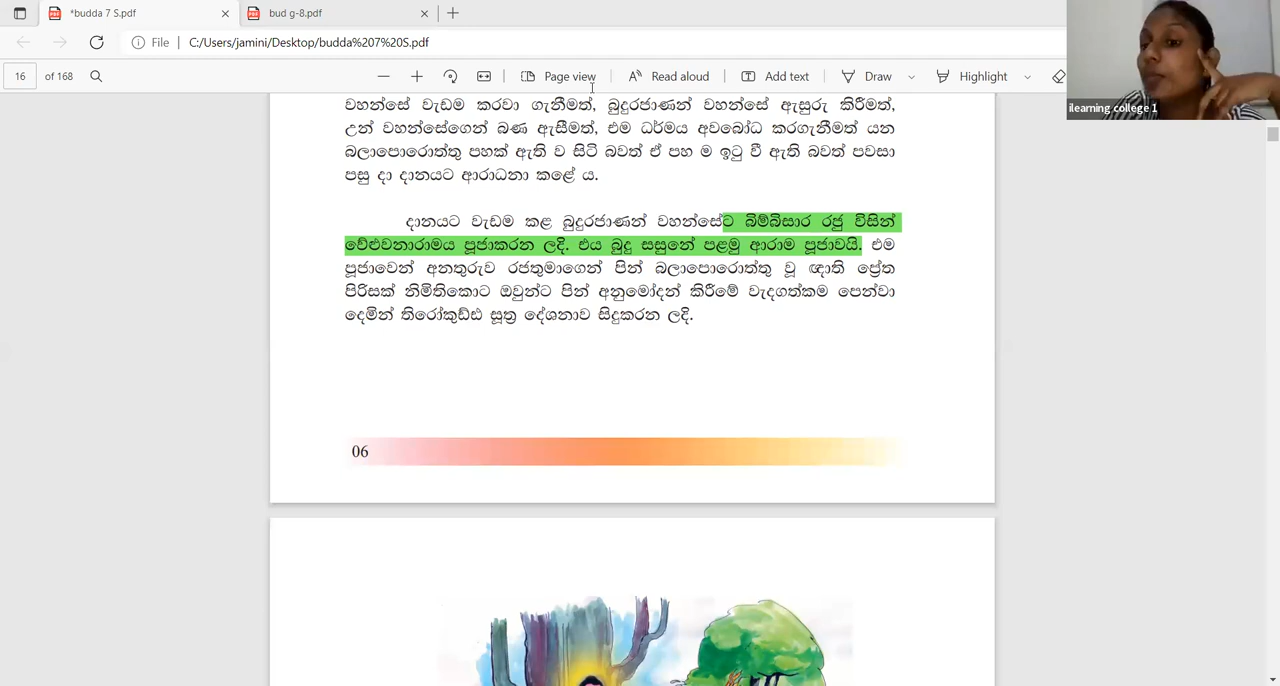 *budda 7 S.pdf
bud g-8.pdf
File C:/Users/jamini/Desktop/budda%207%20S.pdf
16 of 168 Page view Read aloud Add text Draw Highlight
ilearning college 1
වහන්සේ වැඩම කරවා ගැනීමත්, බුදුරජාණන් වහන්සේ ඇසුරු කිරීමත්,
උන් වහන්සේගෙන් බණ ඇසීමත්, එම ධර්මය අවබෝධ කරගැනීමත් යන
බලාපොරොත්තු පහක් ඇති ව සිටි බවත් ඒ පහ ම ඉටු වී ඇති බවත් පවසා
පසු දා දානයට ආරාධනා කළේ ය.
දානයට වැඩම කළ බුදුරජාණන් වහන්සේට බිම්බිසාර රජු විසින්
වේළුවනාරාමය පූජාකරන ලදි. එය බුදු සසුනේ පළමු ආරාම පූජාවයි. එම
පූජාවෙන් අනතුරුව රජතුමාගෙන් පින් බලාපොරොත්තු වූ ඥාති ප්‍රේත
පිරිසක් නිමිතිකොට ඔවුන්ට පින් අනුමෝදන් කිරීමේ වැදගත්කම පෙන්වා
දෙමින් තිරෝකුඩ්ඪ සූත්‍ර දේශනාව සිදුකරන ලදි.
06